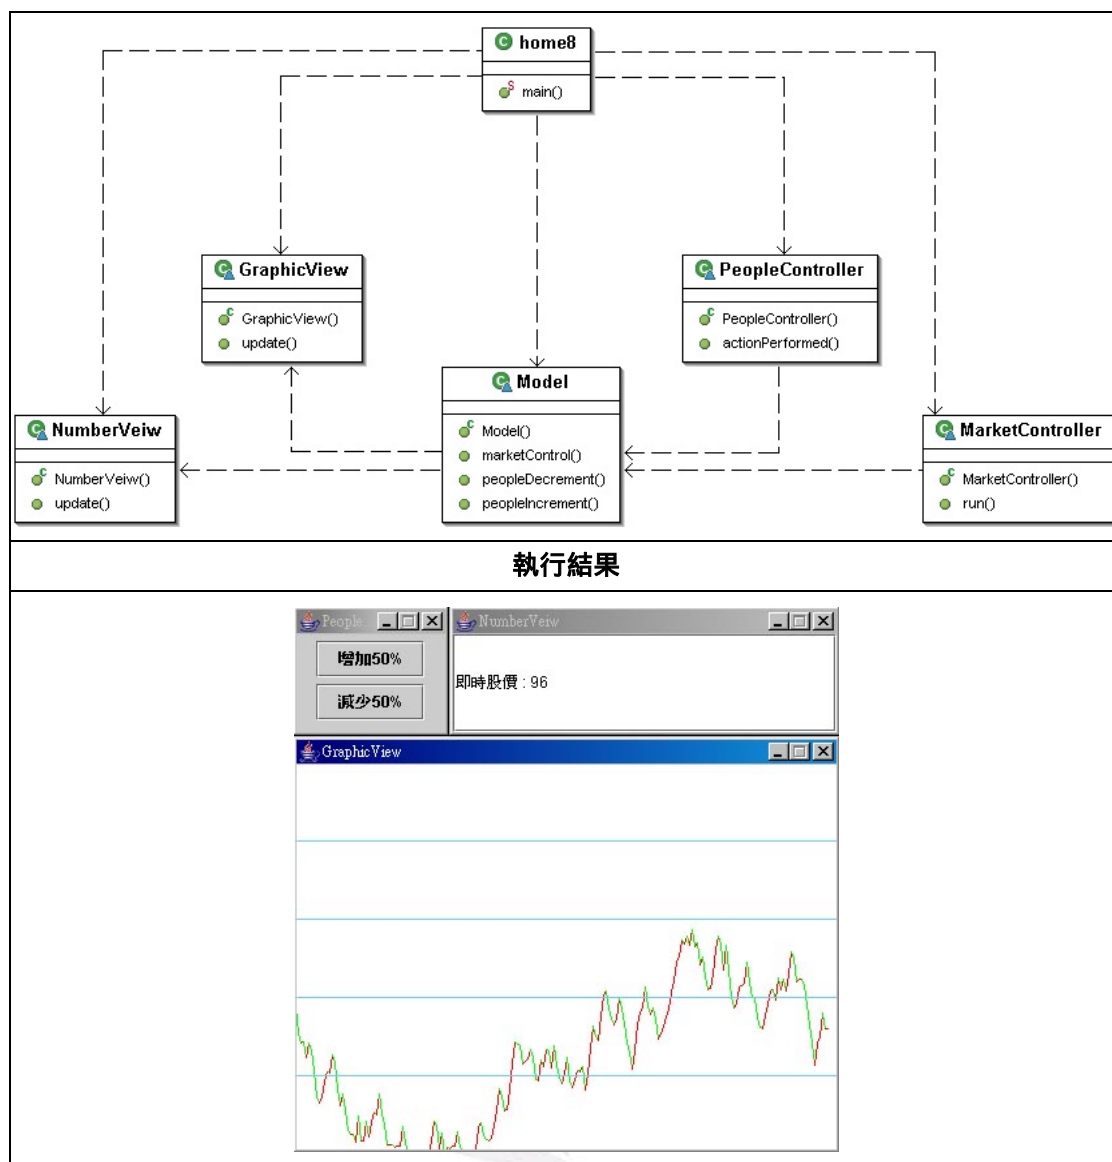 home8
main()
GraphicView
GraphicView()
update()
PeopleController
PeopleController()
actionPerformed()
Model
Model()
marketControl()
peopleDecrement()
peopleIncrement()
NumberVeiw
NumberVeiw()
update()
MarketController
MarketController()
run()
執行結果
People
NumberVeiw
增加50%
減少50%
即時股價 : 96
GraphicView